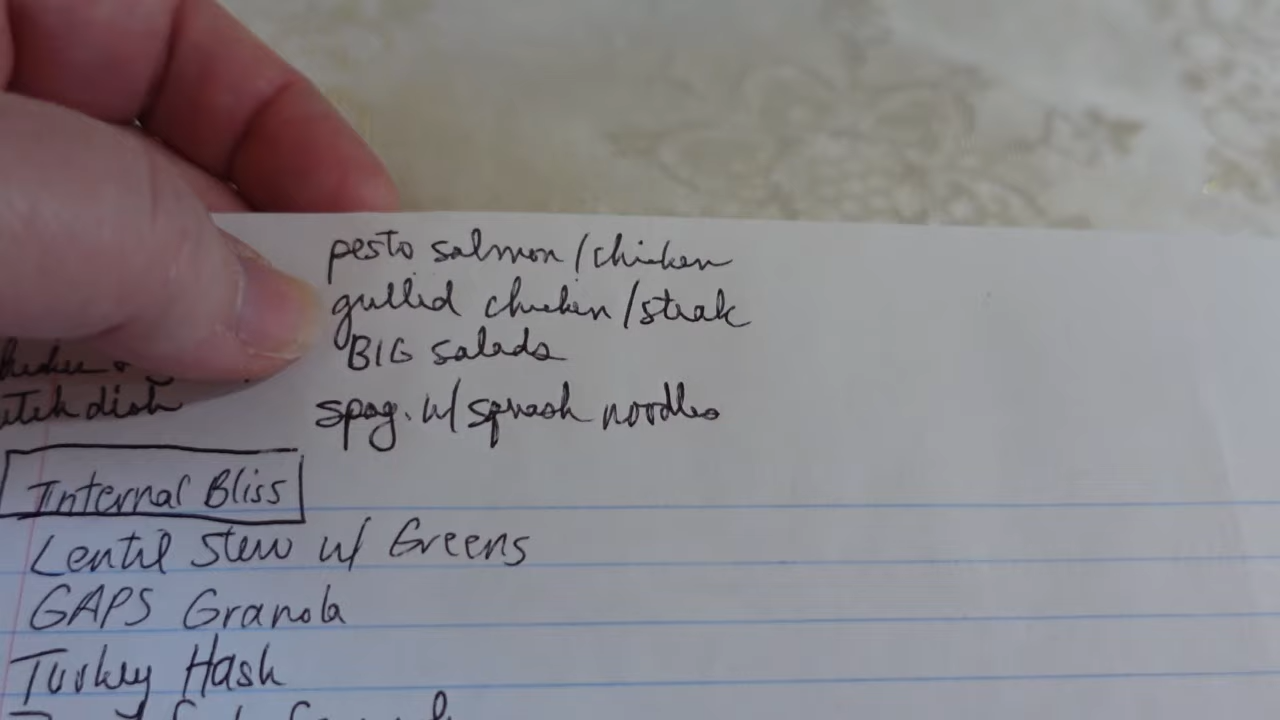 pesto salmon/chicken
grilled chicken/steak
BIG salads
dish
spag. w/ squash noodles
Internal Bliss
Lentil Stew w/ Greens
GAPS Granola
Turkey Hash